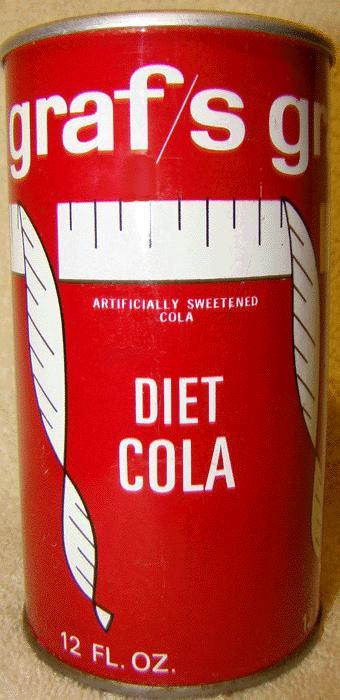 graf's gr
ARTIFICIALLY SWEETENED
COLA
DIET
COLA
12 FL. OZ.